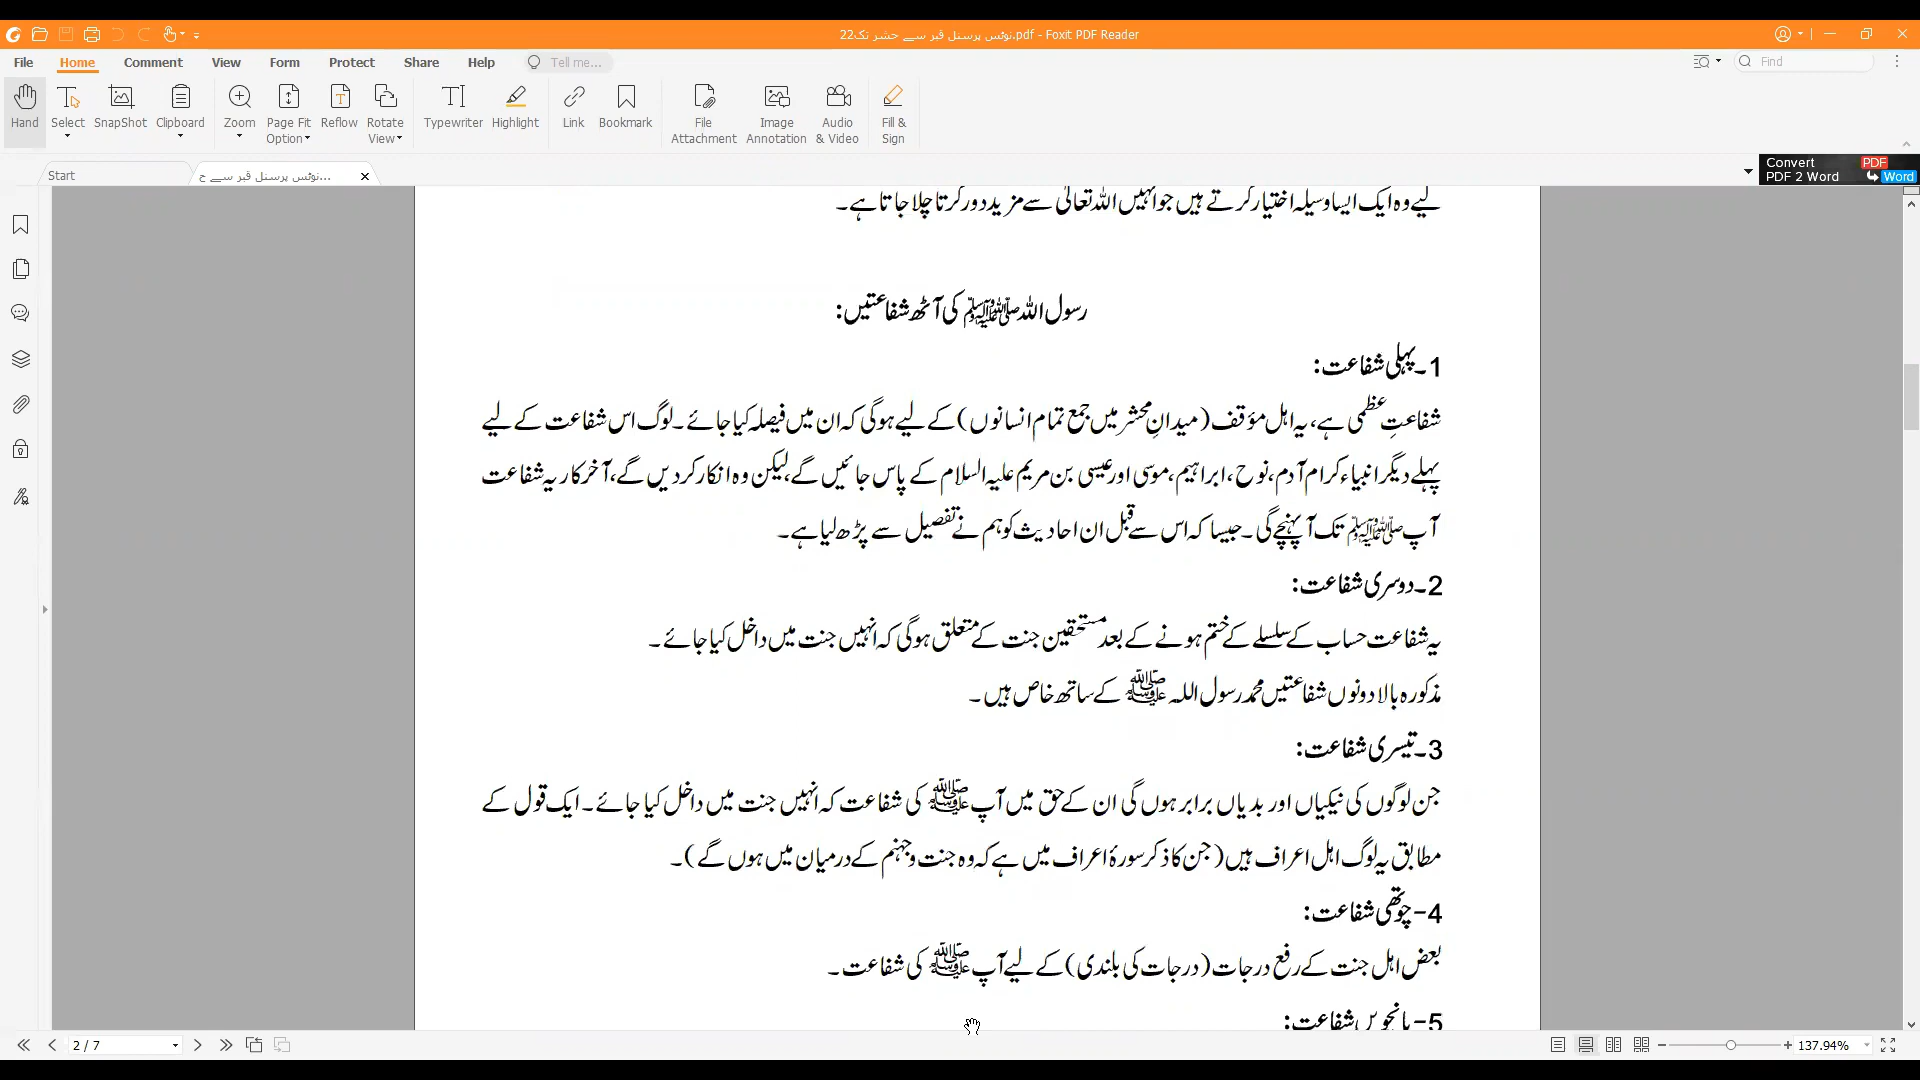 22نوٹس پرسنل قبر سے حشر تک.pdf - Foxit PDF Reader
File Home Comment View Form Protect Share Help Tell me... Find
Hand Select SnapShot Clipboard Zoom Page Fit Option Reflow Rotate View Typewriter Highlight Link Bookmark File Attachment Image Annotation Audio & Video Fill & Sign
Start
نوٹس پرسنل قبر سے ح...
Convert PDF
PDF 2 Word Word
لیے وہ ایک ایسا وسیلہ اختیار کرتے ہیں جو انہیں اللہ تعالیٰ سے مزید دور کرتا چلا جاتا ہے۔
رسول اللہ ﷺ کی آٹھ شفاعتیں:
1۔ پہلی شفاعت:
شفاعتِ عظمی ہے، یہ اہل مؤقف (میدانِ محشر میں جمع تمام انسانوں) کے لیے ہوگی کہ ان میں فیصلہ کیا جائے۔ لوگ اس شفاعت کے لیے
پہلے دیگر انبیاء کرام آدم، نوح، ابراہیم، موسی اور عیسی بن مریم علیہ السلام کے پاس جائیں گے، لیکن وہ انکار کر دیں گے، آخر کار یہ شفاعت
آپ ﷺ تک آ پہنچے گی۔ جیسا کہ اس سے قبل ان احادیث کو ہم نے تفصیل سے پڑھ لیا ہے۔
2۔ دوسری شفاعت:
یہ شفاعت حساب کے سلسلے کے ختم ہونے کے بعد مستحقین جنت کے متعلق ہوگی کہ انہیں جنت میں داخل کیا جائے۔
مذکورہ بالا دونوں شفاعتیں محمد رسول اللہ ﷺ کے ساتھ خاص ہیں۔
3۔ تیسری شفاعت:
جن لوگوں کی نیکیاں اور بدیاں برابر ہوں گی ان کے حق میں آپ ﷺ کی شفاعت کہ انہیں جنت میں داخل کیا جائے۔ ایک قول کے
مطابق یہ لوگ اہل اعراف ہیں (جن کا ذکر سورۂ اعراف میں ہے کہ وہ جنت و جہنم کے درمیان میں ہوں گے)۔
4- چوتھی شفاعت:
بعض اہل جنت کے رفع درجات (درجات کی بلندی) کے لیے آپ ﷺ کی شفاعت۔
5- پانچویں شفاعت:
2 / 7
137.94%